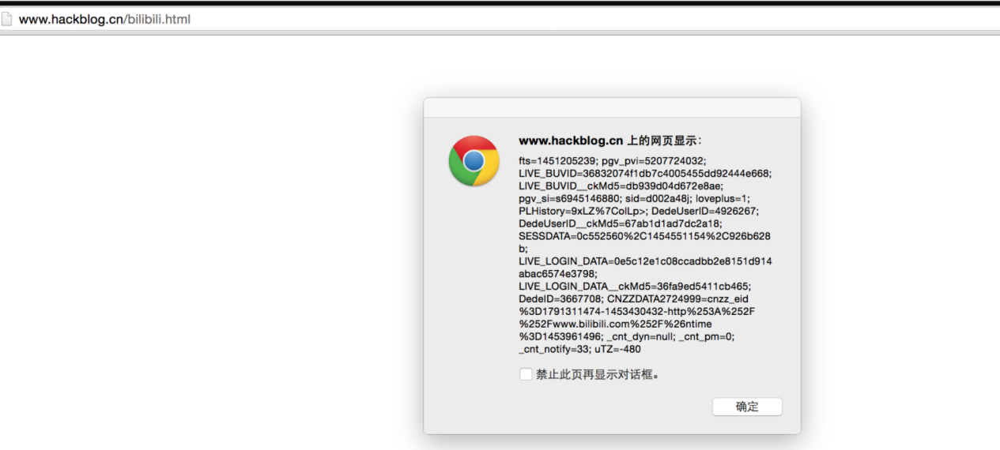 www.hackblog.cn/bilibili.html
www.hackblog.cn 上的网页显示：
fts=1451205239; pgv_pvi=5207724032;
LIVE_BUVID=36832074f1db7c4005455dd92444e668;
LIVE_BUVID__ckMd5=db939d04d672e8ae;
pgv_si=s6945146880; sid=d002a48j; loveplus=1;
PLHistory=9xLZ%7ColLp>; DedeUserID=4926267;
DedeUserID__ckMd5=67ab1d1ad7dc2a18;
SESSDATA=0c552560%2C1454551154%2C926b628
b;
LIVE_LOGIN_DATA=0e5c12e1c08ccadbb2e8151d914
abac6574e3798;
LIVE_LOGIN_DATA__ckMd5=36fa9ed5411cb465;
DedeID=3667708; CNZZDATA2724999=cnzz_eid
%3D1791311474-1453430432-http%253A%252F
%252Fwww.bilibili.com%252F%26ntime
%3D1453961496; _cnt_dyn=null; _cnt_pm=0;
_cnt_notify=33; uTZ=-480
禁止此页再显示对话框。
确定